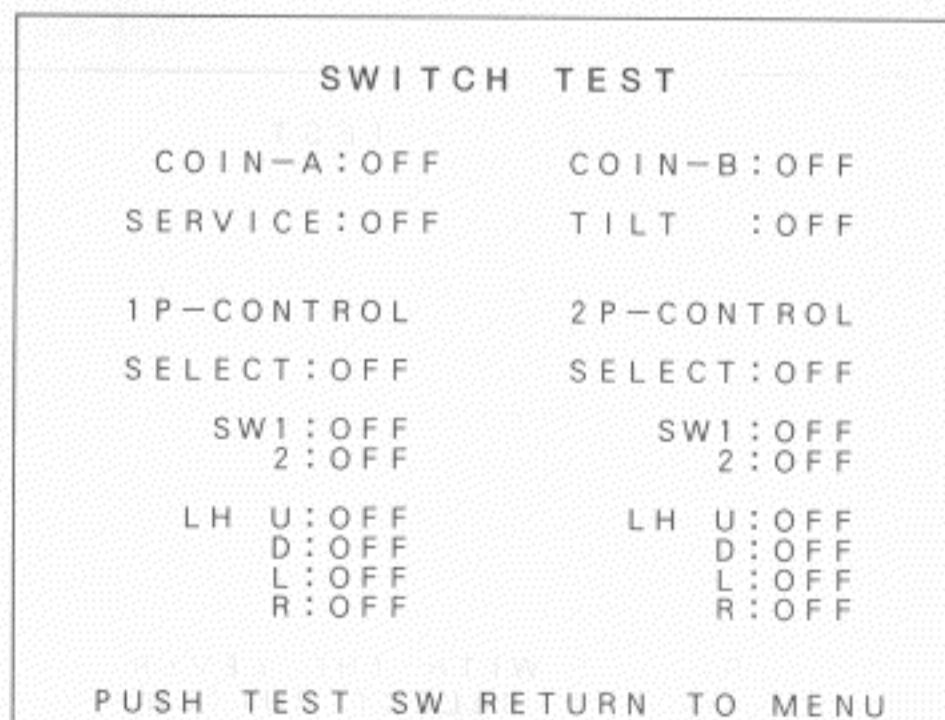 SWITCH TEST
COIN-A:OFF COIN-B:OFF
SERVICE:OFF TILT :OFF
1P-CONTROL 2P-CONTROL
SELECT:OFF SELECT:OFF
SW1:OFF SW1:OFF
2:OFF 2:OFF
LH U:OFF LH U:OFF
D:OFF D:OFF
L:OFF L:OFF
R:OFF R:OFF
PUSH TEST SW RETURN TO MENU